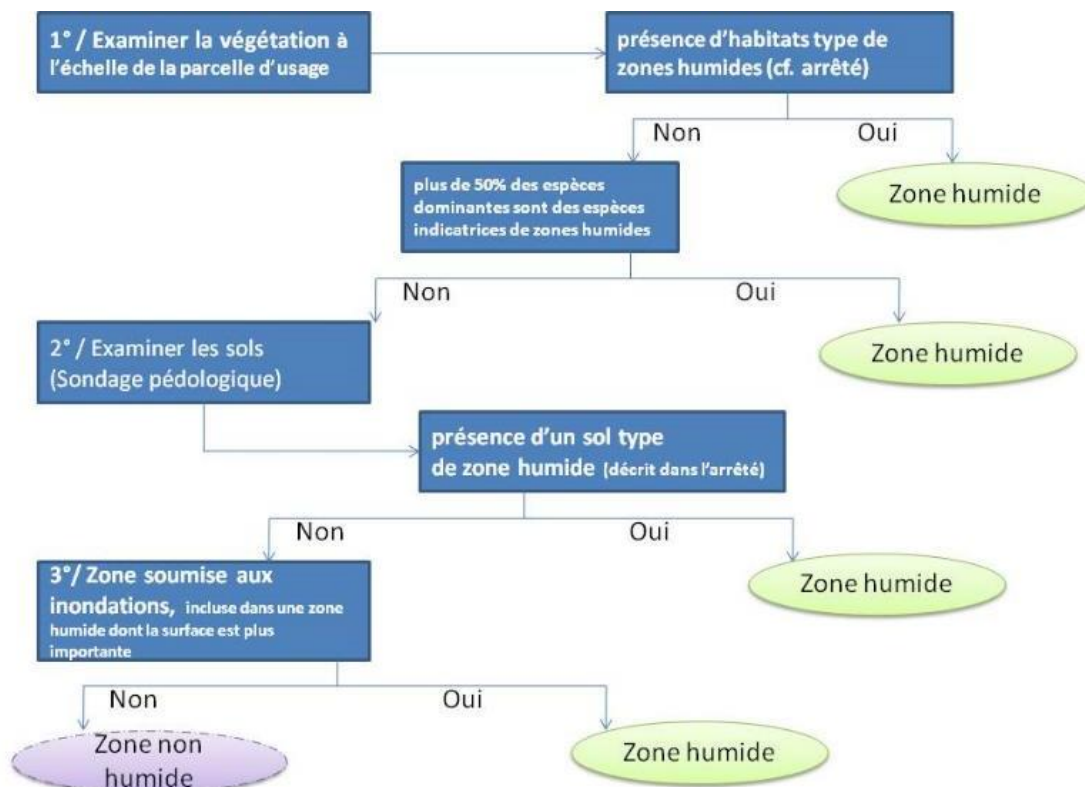 1°/ Examiner la végétation à
l'échelle de la parcelle d'usage
présence d'habitats type de
zones humides (cf. arrêté)
Non
Oui
Zone humide
plus de 50% des espèces
dominantes sont des espèces
indicatrices de zones humides
Non
Oui
Zone humide
2°/ Examiner les sols
(Sondage pédologique)
présence d'un sol type
de zone humide (décrit dans l'arrêté)
Non
Oui
Zone humide
3°/ Zone soumise aux
inondations, incluse dans une zone
humide dont la surface est plus
importante
Non
Oui
Zone non
humide
Zone humide